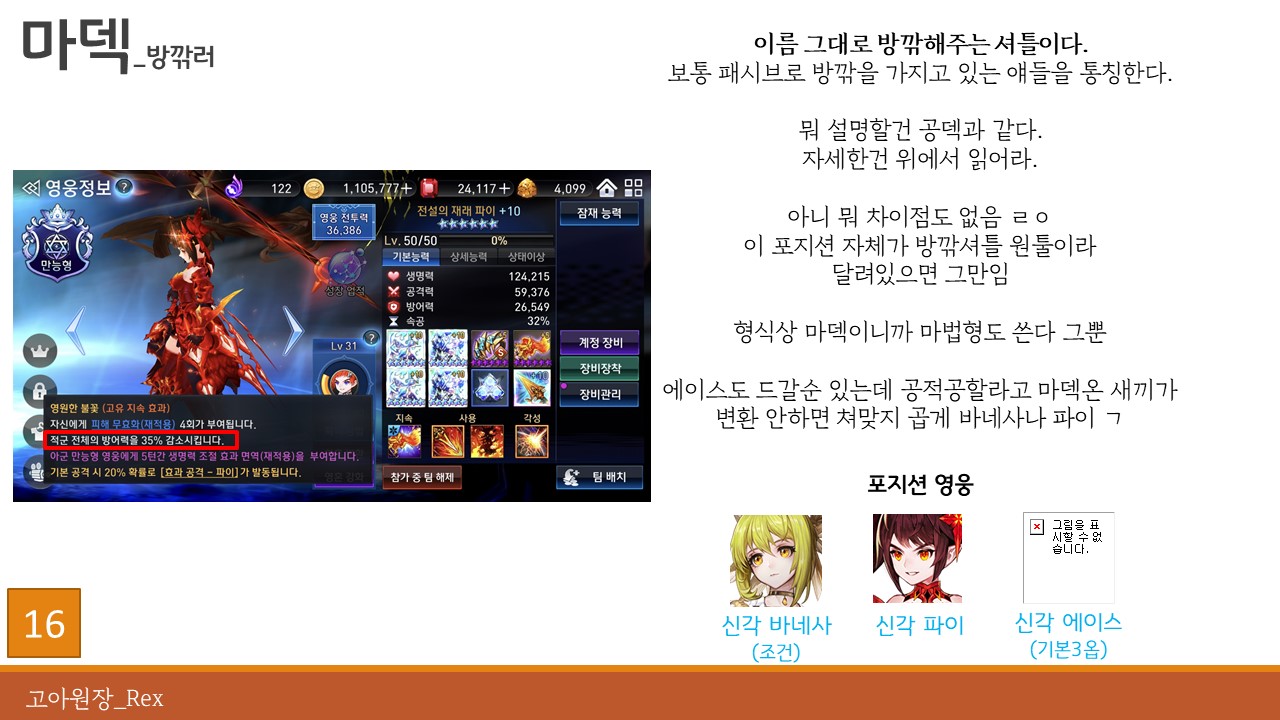 마덱_방깎러
이름 그대로 방깎해주는 셔틀이다.
보통 패시브로 방깎을 가지고 있는 얘들을 통칭한다.
뭐 설명할건 공덱과 같다.
자세한건 위에서 읽어라.
아니 뭐 차이점도 없음 ㄹㅇ
이 포지션 자체가 방깎셔틀 원툴이라
달려있으면 그만임
형식상 마덱이니까 마법형도 쓴다 그뿐
에이스도 드갈순 있는데 공적공할라고 마덱온 새끼가
변환 안하면 쳐맞지 곱게 바네사나 파이 ㄱ
포지션 영웅
그림을 표
시할 수 없
습니다.
신각 바네사
(조건)
신각 파이
신각 에이스
(기본3옵)
영웅정보 ?
122
1,105,777+
24,117+
4,099
만능형
영웅 전투력
36,386
성장 업적
전설의 재래 파이 +10
Lv. 50/50
0%
기본능력
상세능력
상태이상
생명력 124,215
공격력 59,376
방어력 26,549
속공 32%
+10
+10
+10
+10
잠재 능력
계정 장비
장비장착
장비관리
Lv 31
?
지속
사용
각성
영원한 불꽃 (고유 지속 효과)
자신에게 피해 무효화(재적용) 4회가 부여됩니다.
적군 전체의 방어력을 35% 감소시킵니다.
아군 만능형 영웅에게 5턴간 생명력 조절 효과 면역(재적용)을 부여합니다.
기본 공격 시 20% 확률로 [효과 공격 - 파이]가 발동됩니다.
영혼 강화
참가 중 팀 해제
팀 배치
16
고아원장_Rex